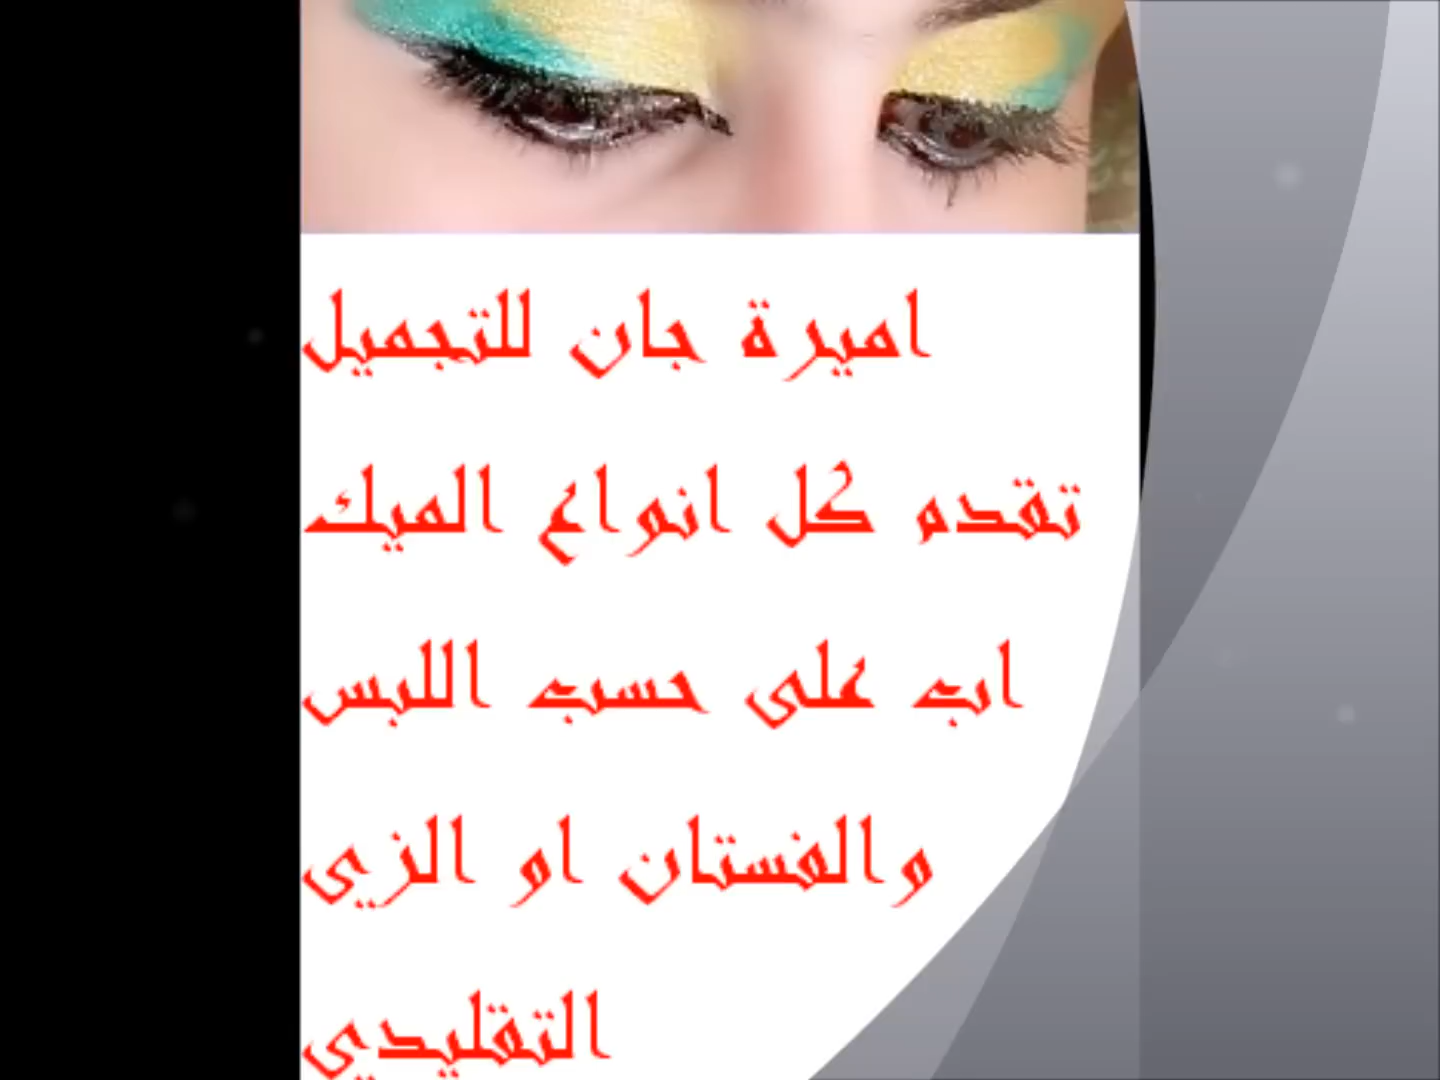 اميرة جان للتجميل
تقدم كل انواع الميك
اب على حسب اللبس
والفستان او الزي
التقليدي